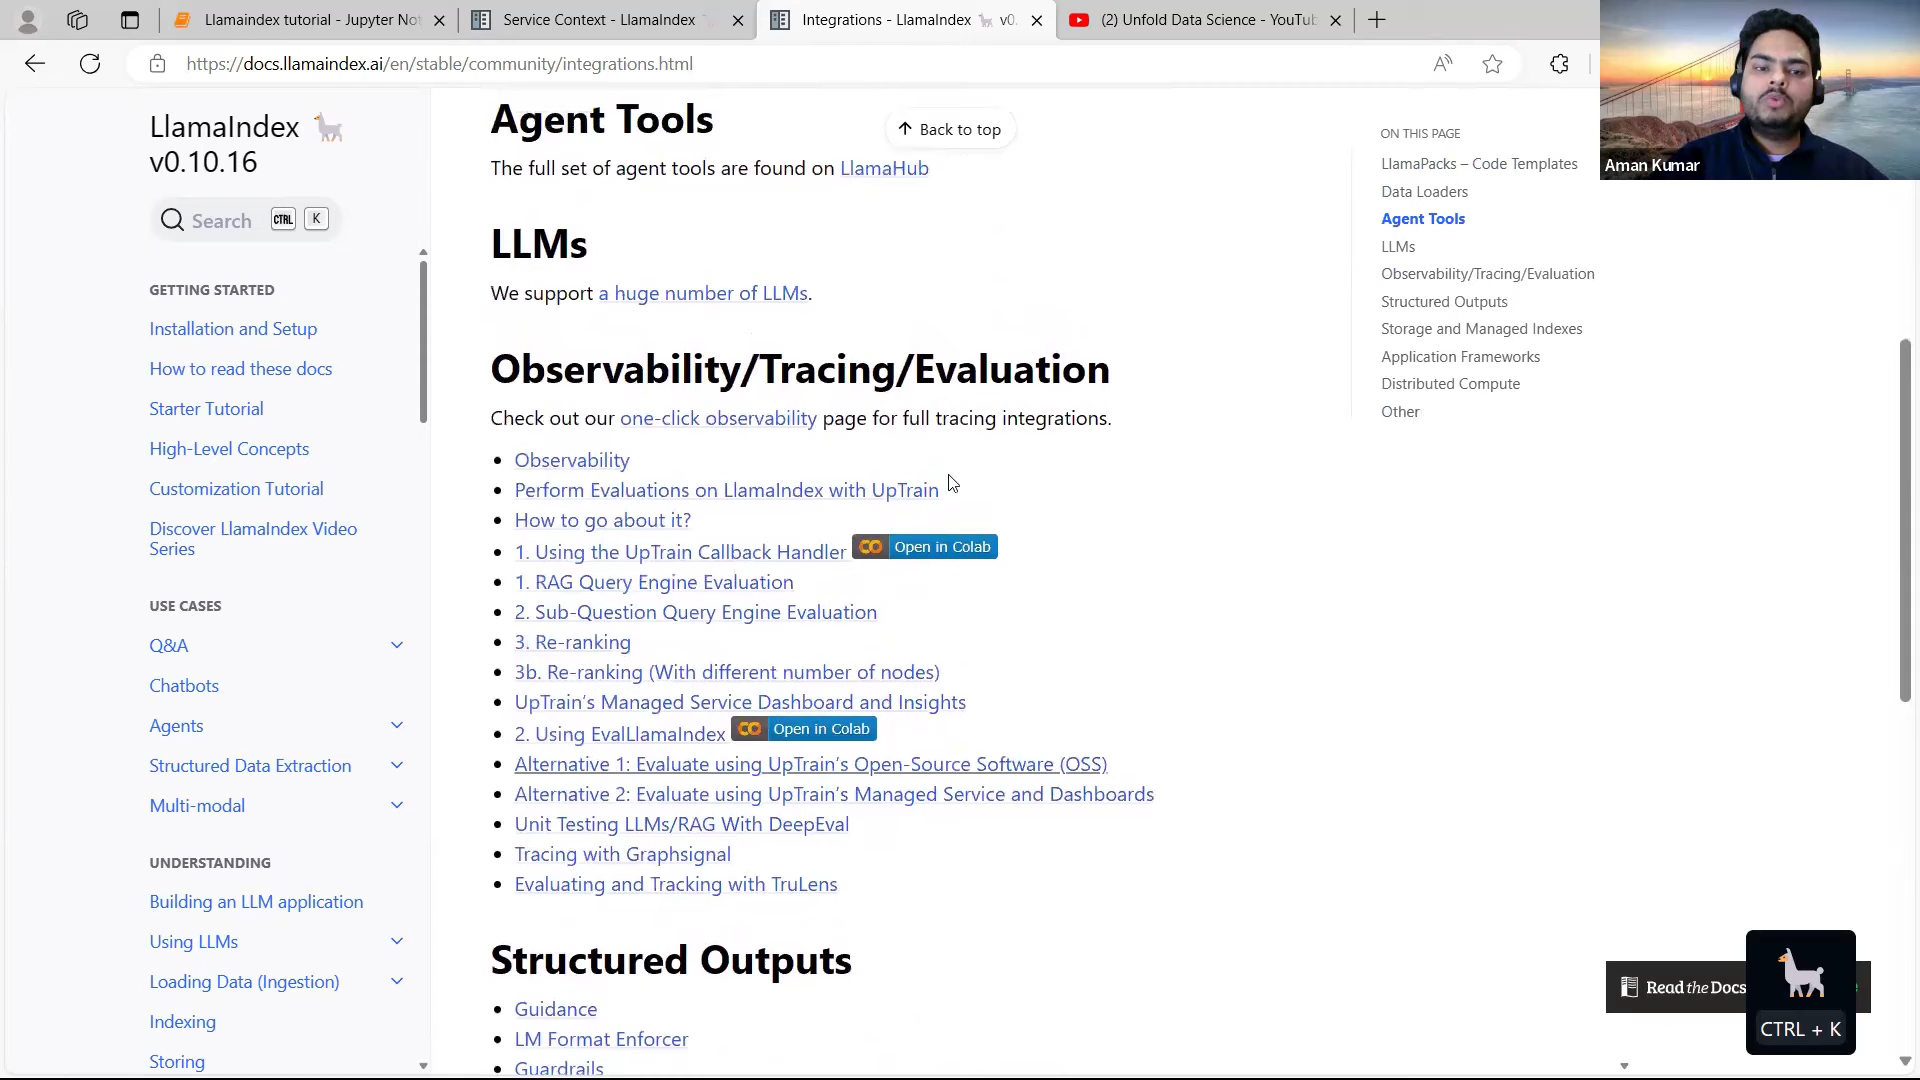 Llamaindex tutorial - Jupyter Not
Service Context - LlamaIndex
Integrations - LlamaIndex 🦙 v0.
(2) Unfold Data Science - YouTub
https://docs.llamaindex.ai/en/stable/community/integrations.html
Aman Kumar
LlamaIndex 🦙
v0.10.16
Search CTRL K
GETTING STARTED
Installation and Setup
How to read these docs
Starter Tutorial
High-Level Concepts
Customization Tutorial
Discover LlamaIndex Video
Series
USE CASES
Q&A
Chatbots
Agents
Structured Data Extraction
Multi-modal
UNDERSTANDING
Building an LLM application
Using LLMs
Loading Data (Ingestion)
Indexing
Storing
Agent Tools
Back to top
The full set of agent tools are found on LlamaHub
LLMs
We support a huge number of LLMs.
Observability/Tracing/Evaluation
Check out our one-click observability page for full tracing integrations.
• Observability
• Perform Evaluations on LlamaIndex with UpTrain
• How to go about it?
• 1. Using the UpTrain Callback Handler Open in Colab
• 1. RAG Query Engine Evaluation
• 2. Sub-Question Query Engine Evaluation
• 3. Re-ranking
• 3b. Re-ranking (With different number of nodes)
• UpTrain's Managed Service Dashboard and Insights
• 2. Using EvalLlamaIndex Open in Colab
• Alternative 1: Evaluate using UpTrain's Open-Source Software (OSS)
• Alternative 2: Evaluate using UpTrain's Managed Service and Dashboards
• Unit Testing LLMs/RAG With DeepEval
• Tracing with Graphsignal
• Evaluating and Tracking with TruLens
Structured Outputs
• Guidance
• LM Format Enforcer
• Guardrails
ON THIS PAGE
LlamaPacks – Code Templates
Data Loaders
Agent Tools
LLMs
Observability/Tracing/Evaluation
Structured Outputs
Storage and Managed Indexes
Application Frameworks
Distributed Compute
Other
Read the Docs
CTRL + K